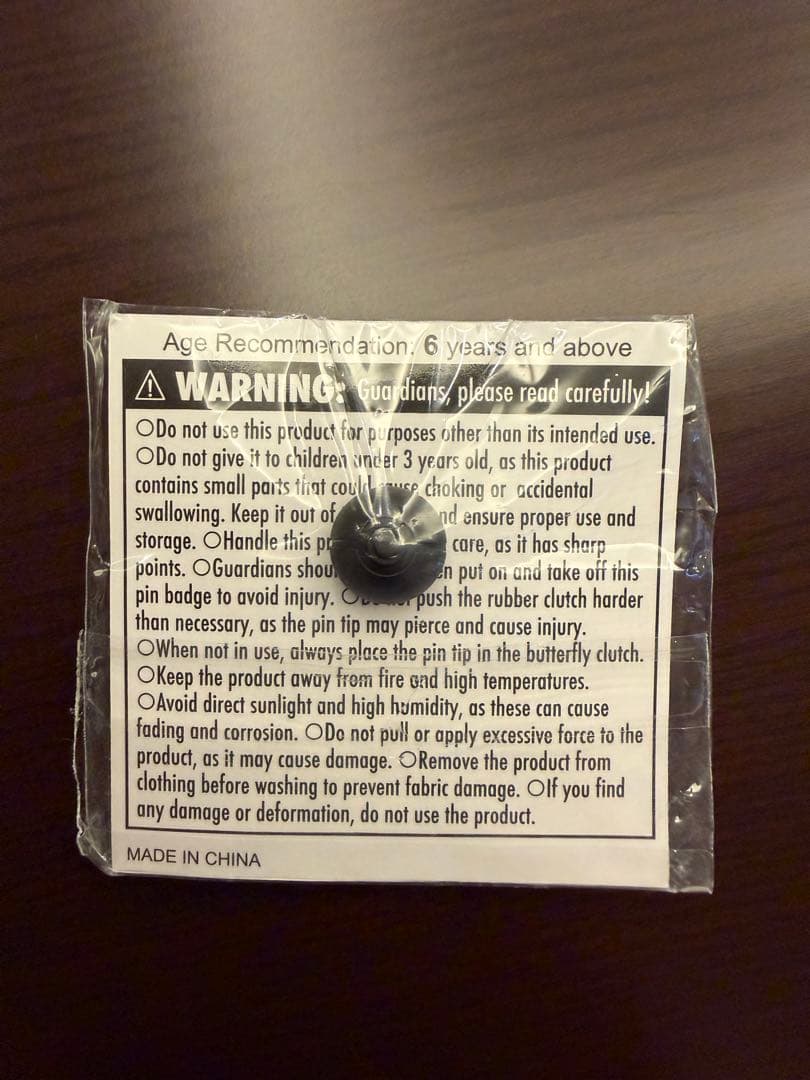 Age Recommendation: 6 years and above
WARNING: Guardians, please read carefully!
○Do not use this product for purposes other than its intended use.
○Do not give it to children under 3 years old, as this product
contains small parts that could cause choking or accidental
swallowing. Keep it out of and ensure proper use and
storage. ○Handle this care, as it has sharp
points. ○Guardians put on and take off this
pin badge to avoid injury. ○Do not push the rubber clutch harder
than necessary, as the pin tip may pierce and cause injury.
○When not in use, always place the pin tip in the butterfly clutch.
○Keep the product away from fire and high temperatures.
○Avoid direct sunlight and high humidity, as these can cause
fading and corrosion. ○Do not pull or apply excessive force to the
product, as it may cause damage. ○Remove the product from
clothing before washing to prevent fabric damage. ○If you find
any damage or deformation, do not use the product.
MADE IN CHINA